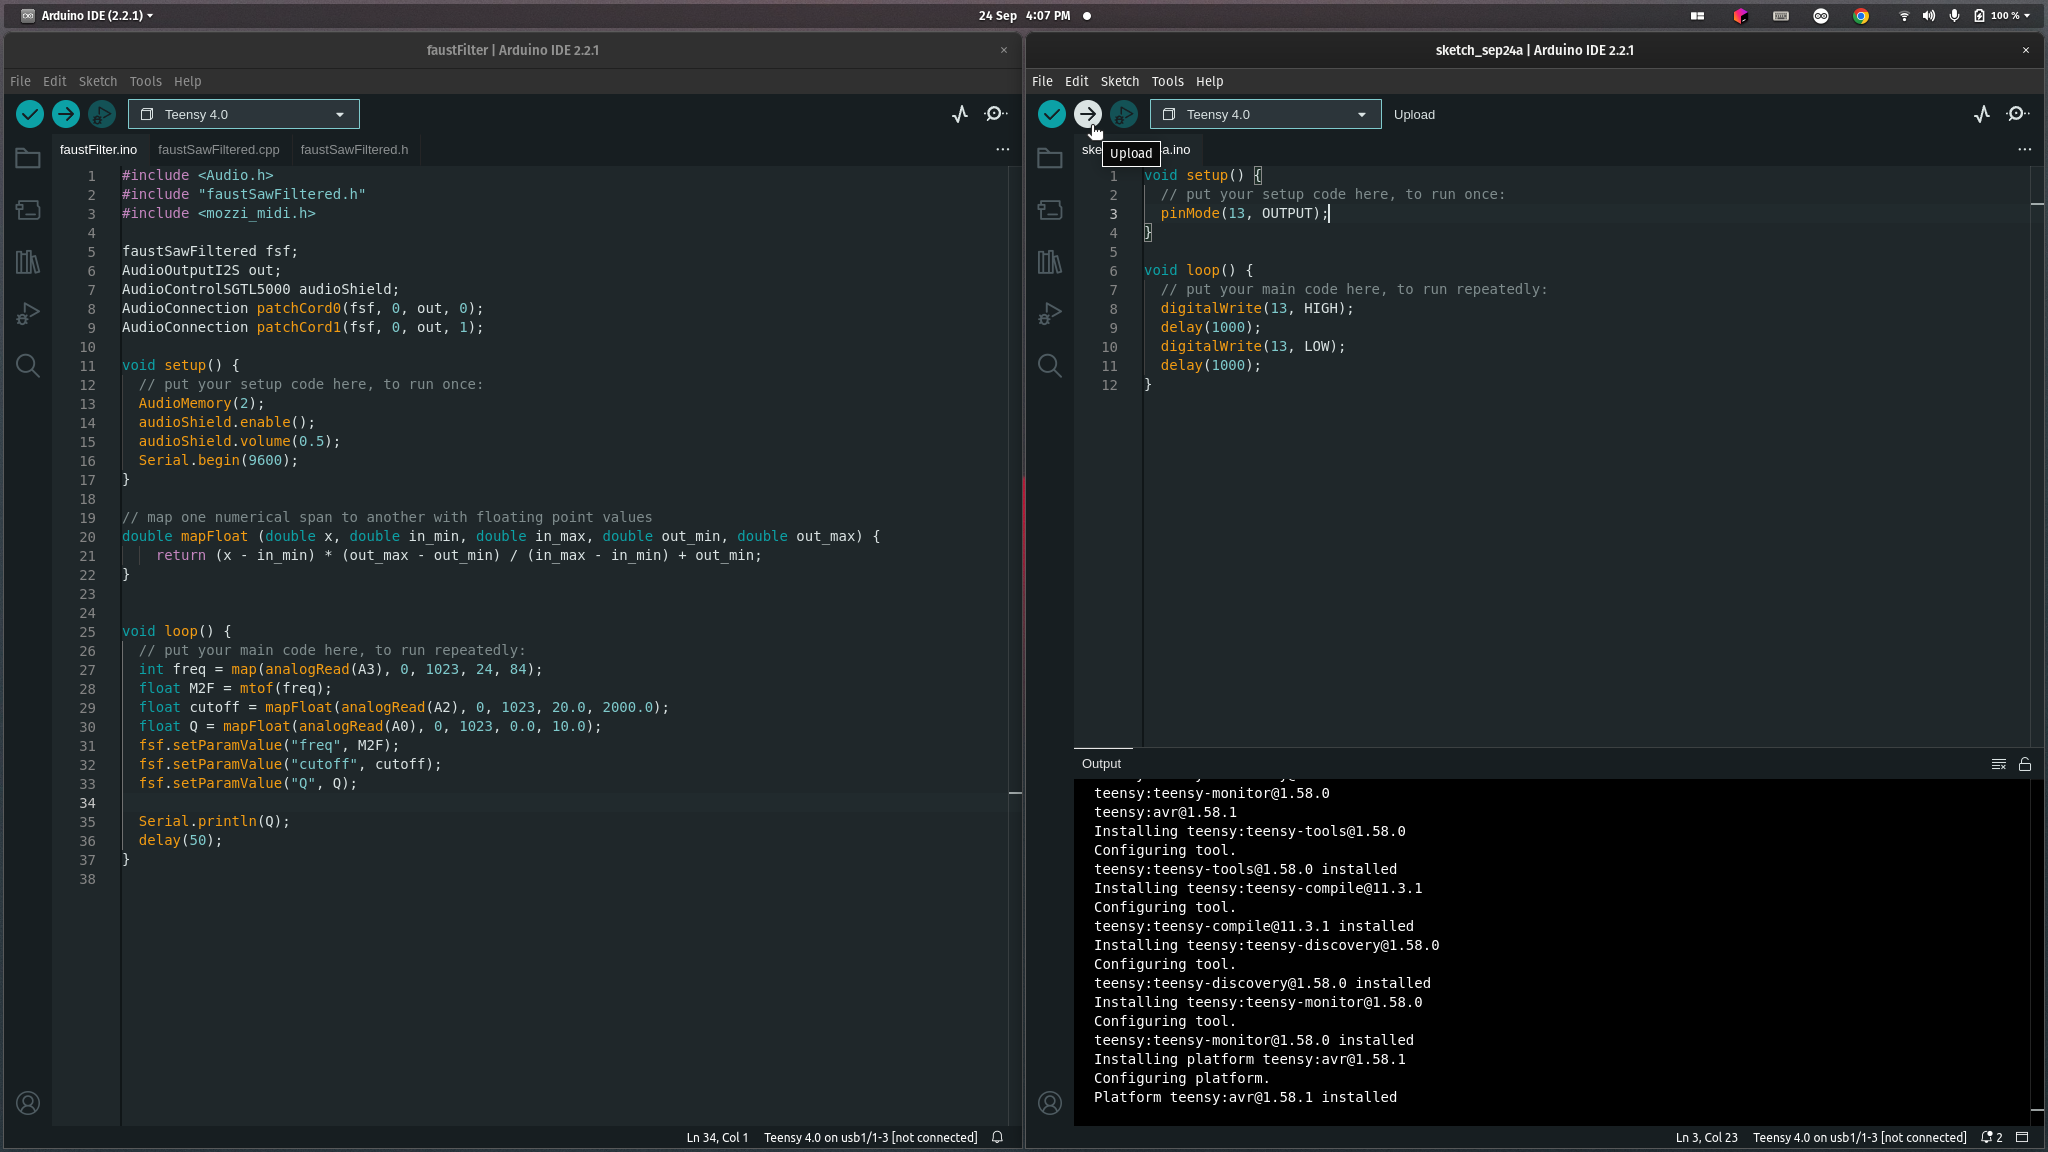 Arduino IDE (2.2.1)
24 Sep 4:07 PM
100 %
faustFilter | Arduino IDE 2.2.1
File Edit Sketch Tools Help
Teensy 4.0
faustFilter.ino faustSawFiltered.cpp faustSawFiltered.h
1 #include <Audio.h>
2 #include "faustSawFiltered.h"
3 #include <mozzi_midi.h>
4
5 faustSawFiltered fsf;
6 AudioOutputI2S out;
7 AudioControlSGTL5000 audioShield;
8 AudioConnection patchCord0(fsf, 0, out, 0);
9 AudioConnection patchCord1(fsf, 0, out, 1);
10
11 void setup() {
12 // put your setup code here, to run once:
13 AudioMemory(2);
14 audioShield.enable();
15 audioShield.volume(0.5);
16 Serial.begin(9600);
17 }
18
19 // map one numerical span to another with floating point values
20 double mapFloat (double x, double in_min, double in_max, double out_min, double out_max) {
21 return (x - in_min) * (out_max - out_min) / (in_max - in_min) + out_min;
22 }
23
24
25 void loop() {
26 // put your main code here, to run repeatedly:
27 int freq = map(analogRead(A3), 0, 1023, 24, 84);
28 float M2F = mtof(freq);
29 float cutoff = mapFloat(analogRead(A2), 0, 1023, 20.0, 2000.0);
30 float Q = mapFloat(analogRead(A0), 0, 1023, 0.0, 10.0);
31 fsf.setParamValue("freq", M2F);
32 fsf.setParamValue("cutoff", cutoff);
33 fsf.setParamValue("Q", Q);
34
35 Serial.println(Q);
36 delay(50);
37 }
38
Ln 34, Col 1 Teensy 4.0 on usb1/1-3 [not connected]
sketch_sep24a | Arduino IDE 2.2.1
File Edit Sketch Tools Help
Teensy 4.0
Upload
ske
Upload
a.ino
1 void setup() {
2 // put your setup code here, to run once:
3 pinMode(13, OUTPUT);
4 }
5
6 void loop() {
7 // put your main code here, to run repeatedly:
8 digitalWrite(13, HIGH);
9 delay(1000);
10 digitalWrite(13, LOW);
11 delay(1000);
12 }
Output
teensy:teensy-monitor@1.58.0
teensy:avr@1.58.1
Installing teensy:teensy-tools@1.58.0
Configuring tool.
teensy:teensy-tools@1.58.0 installed
Installing teensy:teensy-compile@11.3.1
Configuring tool.
teensy:teensy-compile@11.3.1 installed
Installing teensy:teensy-discovery@1.58.0
Configuring tool.
teensy:teensy-discovery@1.58.0 installed
Installing teensy:teensy-monitor@1.58.0
Configuring tool.
teensy:teensy-monitor@1.58.0 installed
Installing platform teensy:avr@1.58.1
Configuring platform.
Platform teensy:avr@1.58.1 installed
Ln 3, Col 23 Teensy 4.0 on usb1/1-3 [not connected] 2